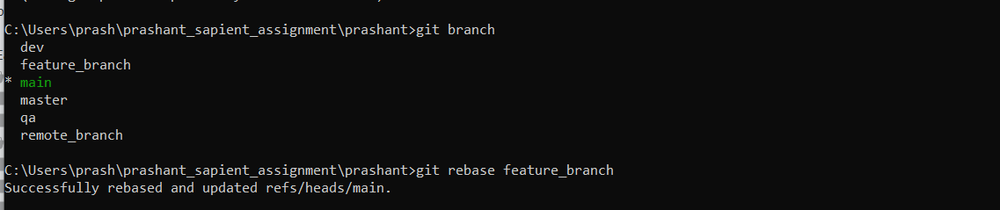 C:\Users\prash\prashant_sapient_assignment\prashant>git branch
  dev
  feature_branch
* main
  master
  qa
  remote_branch
C:\Users\prash\prashant_sapient_assignment\prashant>git rebase feature_branch
Successfully rebased and updated refs/heads/main.